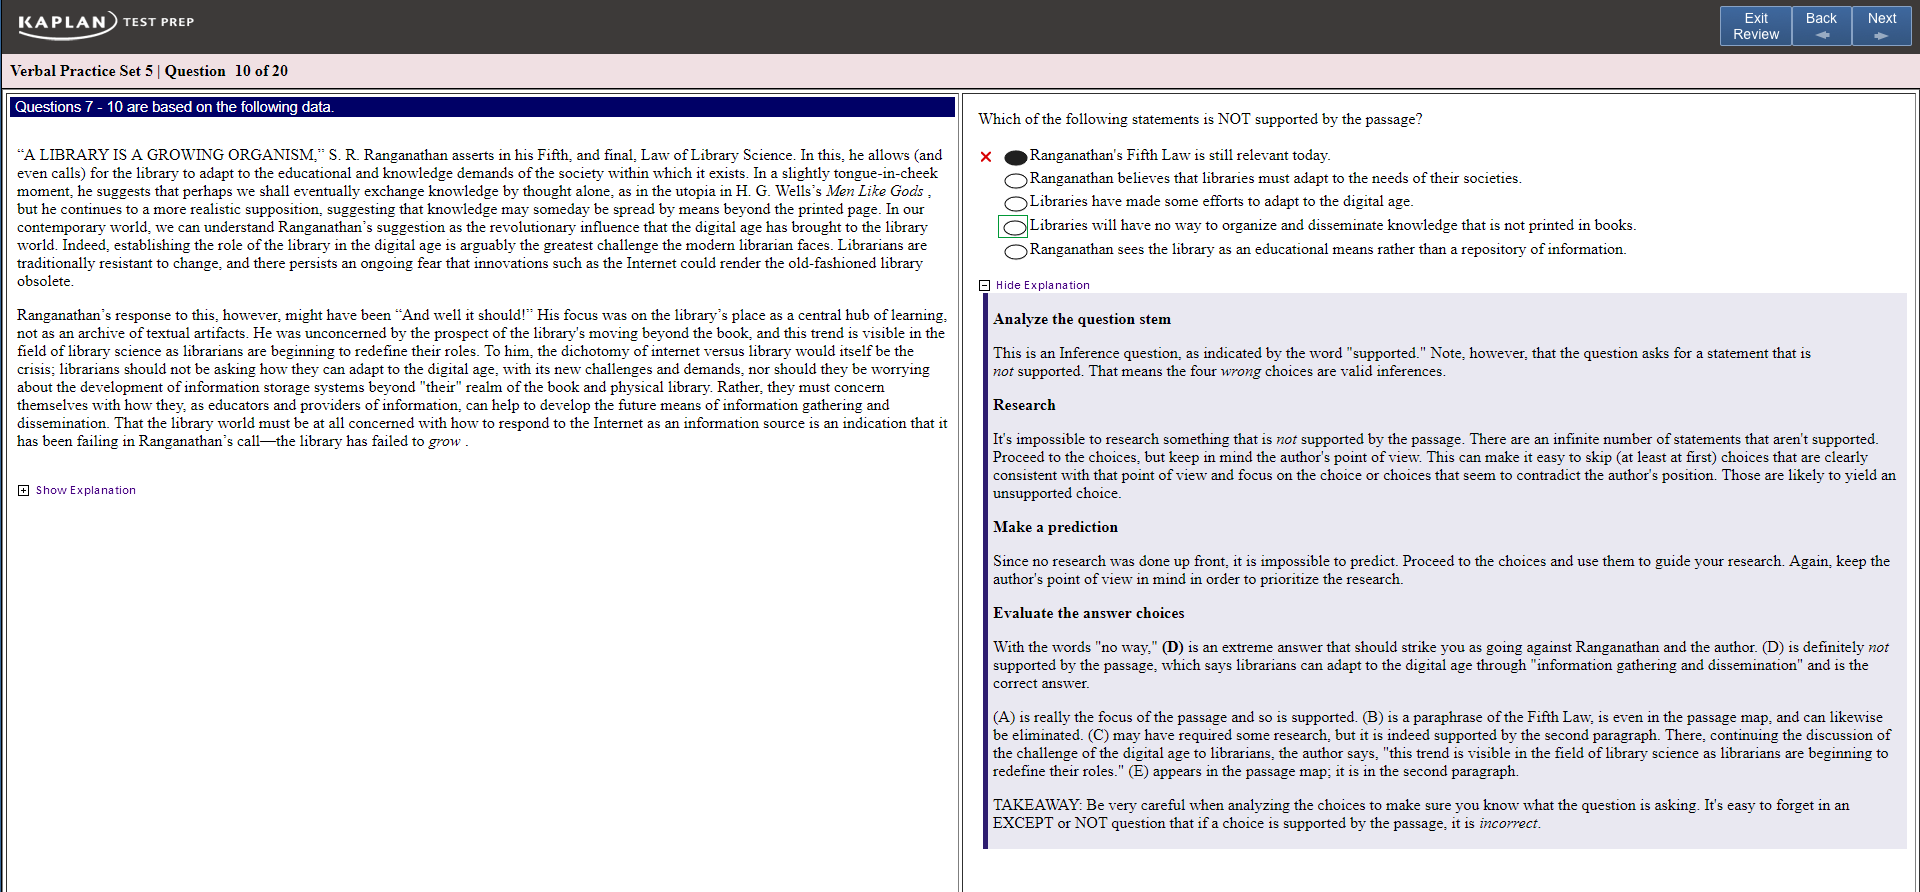 KAPLAN TEST PREP
Exit Review
Back
Next
Verbal Practice Set 5 | Question 10 of 20
Questions 7 - 10 are based on the following data.
“A LIBRARY IS A GROWING ORGANISM,” S. R. Ranganathan asserts in his Fifth, and final, Law of Library Science. In this, he allows (and
even calls) for the library to adapt to the educational and knowledge demands of the society within which it exists. In a slightly tongue-in-cheek
moment, he suggests that perhaps we shall eventually exchange knowledge by thought alone, as in the utopia in H. G. Wells’s Men Like Gods ,
but he continues to a more realistic supposition, suggesting that knowledge may someday be spread by means beyond the printed page. In our
contemporary world, we can understand Ranganathan’s suggestion as the revolutionary influence that the digital age has brought to the library
world. Indeed, establishing the role of the library in the digital age is arguably the greatest challenge the modern librarian faces. Librarians are
traditionally resistant to change, and there persists an ongoing fear that innovations such as the Internet could render the old-fashioned library
obsolete.
Ranganathan’s response to this, however, might have been “And well it should!” His focus was on the library’s place as a central hub of learning,
not as an archive of textual artifacts. He was unconcerned by the prospect of the library's moving beyond the book, and this trend is visible in the
field of library science as librarians are beginning to redefine their roles. To him, the dichotomy of internet versus library would itself be the
crisis; librarians should not be asking how they can adapt to the digital age, with its new challenges and demands, nor should they be worrying
about the development of information storage systems beyond "their" realm of the book and physical library. Rather, they must concern
themselves with how they, as educators and providers of information, can help to develop the future means of information gathering and
dissemination. That the library world must be at all concerned with how to respond to the Internet as an information source is an indication that it
has been failing in Ranganathan’s call—the library has failed to grow .
Show Explanation
Which of the following statements is NOT supported by the passage?
Ranganathan's Fifth Law is still relevant today.
Ranganathan believes that libraries must adapt to the needs of their societies.
Libraries have made some efforts to adapt to the digital age.
Libraries will have no way to organize and disseminate knowledge that is not printed in books.
Ranganathan sees the library as an educational means rather than a repository of information.
Hide Explanation
Analyze the question stem
This is an Inference question, as indicated by the word "supported." Note, however, that the question asks for a statement that is
not supported. That means the four wrong choices are valid inferences.
Research
It's impossible to research something that is not supported by the passage. There are an infinite number of statements that aren't supported.
Proceed to the choices, but keep in mind the author's point of view. This can make it easy to skip (at least at first) choices that are clearly
consistent with that point of view and focus on the choice or choices that seem to contradict the author's position. Those are likely to yield an
unsupported choice.
Make a prediction
Since no research was done up front, it is impossible to predict. Proceed to the choices and use them to guide your research. Again, keep the
author's point of view in mind in order to prioritize the research.
Evaluate the answer choices
With the words "no way," (D) is an extreme answer that should strike you as going against Ranganathan and the author. (D) is definitely not
supported by the passage, which says librarians can adapt to the digital age through "information gathering and dissemination" and is the
correct answer.
(A) is really the focus of the passage and so is supported. (B) is a paraphrase of the Fifth Law, is even in the passage map, and can likewise
be eliminated. (C) may have required some research, but it is indeed supported by the second paragraph. There, continuing the discussion of
the challenge of the digital age to librarians, the author says, "this trend is visible in the field of library science as librarians are beginning to
redefine their roles." (E) appears in the passage map; it is in the second paragraph.
TAKEAWAY: Be very careful when analyzing the choices to make sure you know what the question is asking. It's easy to forget in an
EXCEPT or NOT question that if a choice is supported by the passage, it is incorrect.